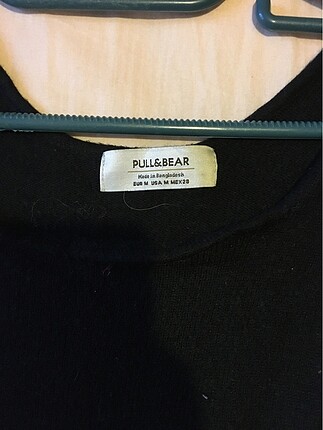 PULL&BEAR
Made in Bangladesh
EUR M USA M MEX 28